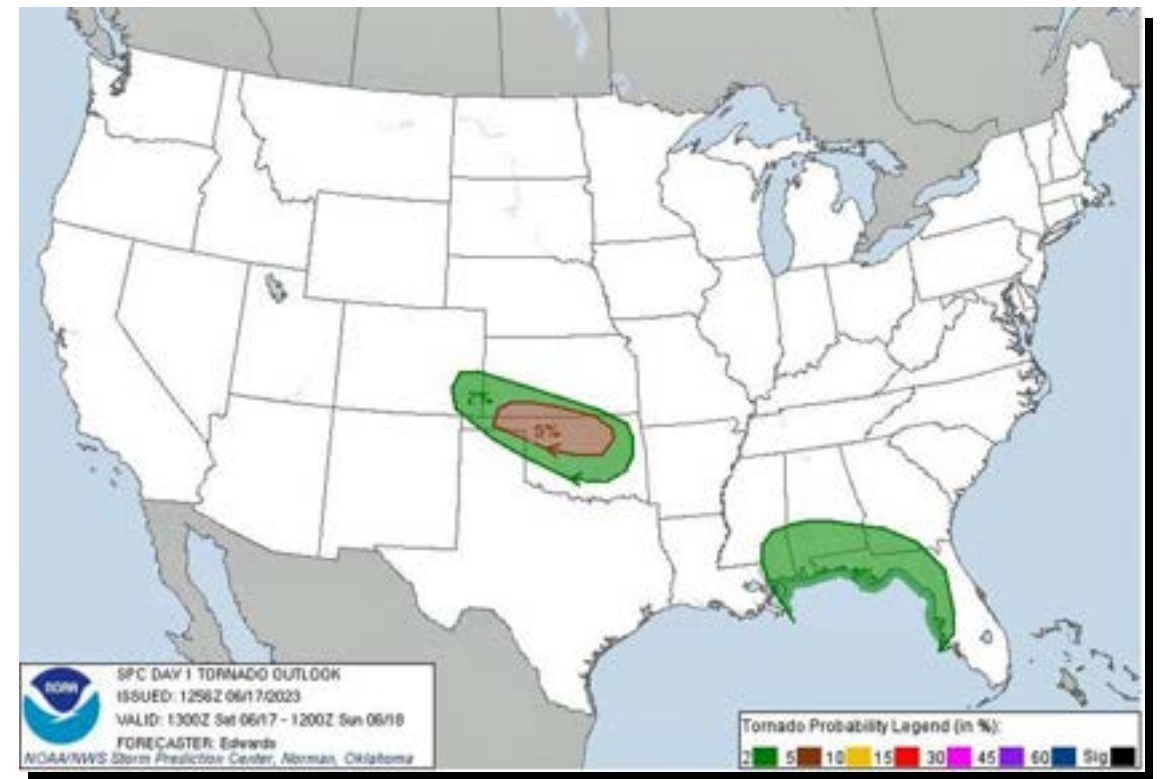 2%
5%
NOAA
SPC DAY 1 TORNADO OUTLOOK
ISSUED: 1256Z 06/17/2023
VALID: 1300Z Sat 06/17 - 1200Z Sun 06/18
FORECASTER: Edwards
NOAA/NWS Storm Prediction Center, Norman, Oklahoma
Tornado Probability Legend (in %):
2 5 10 15 30 45 60 Sig